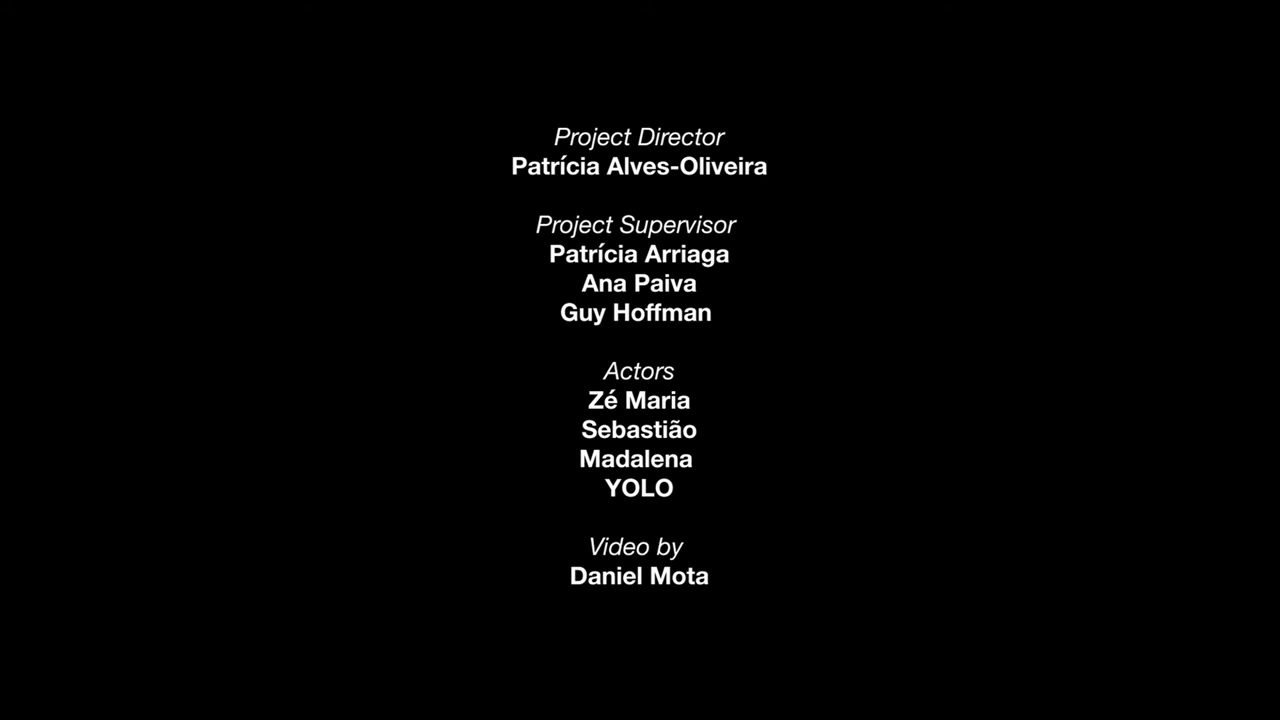 Project Director
Patrícia Alves-Oliveira
Project Supervisor
Patrícia Arriaga
Ana Paiva
Guy Hoffman
Actors
Zé Maria
Sebastião
Madalena
YOLO
Video by
Daniel Mota